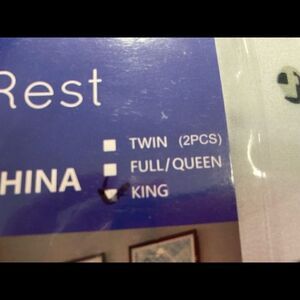 Rest
TWIN (2PCS)
FULL/QUEEN
HINA
KING